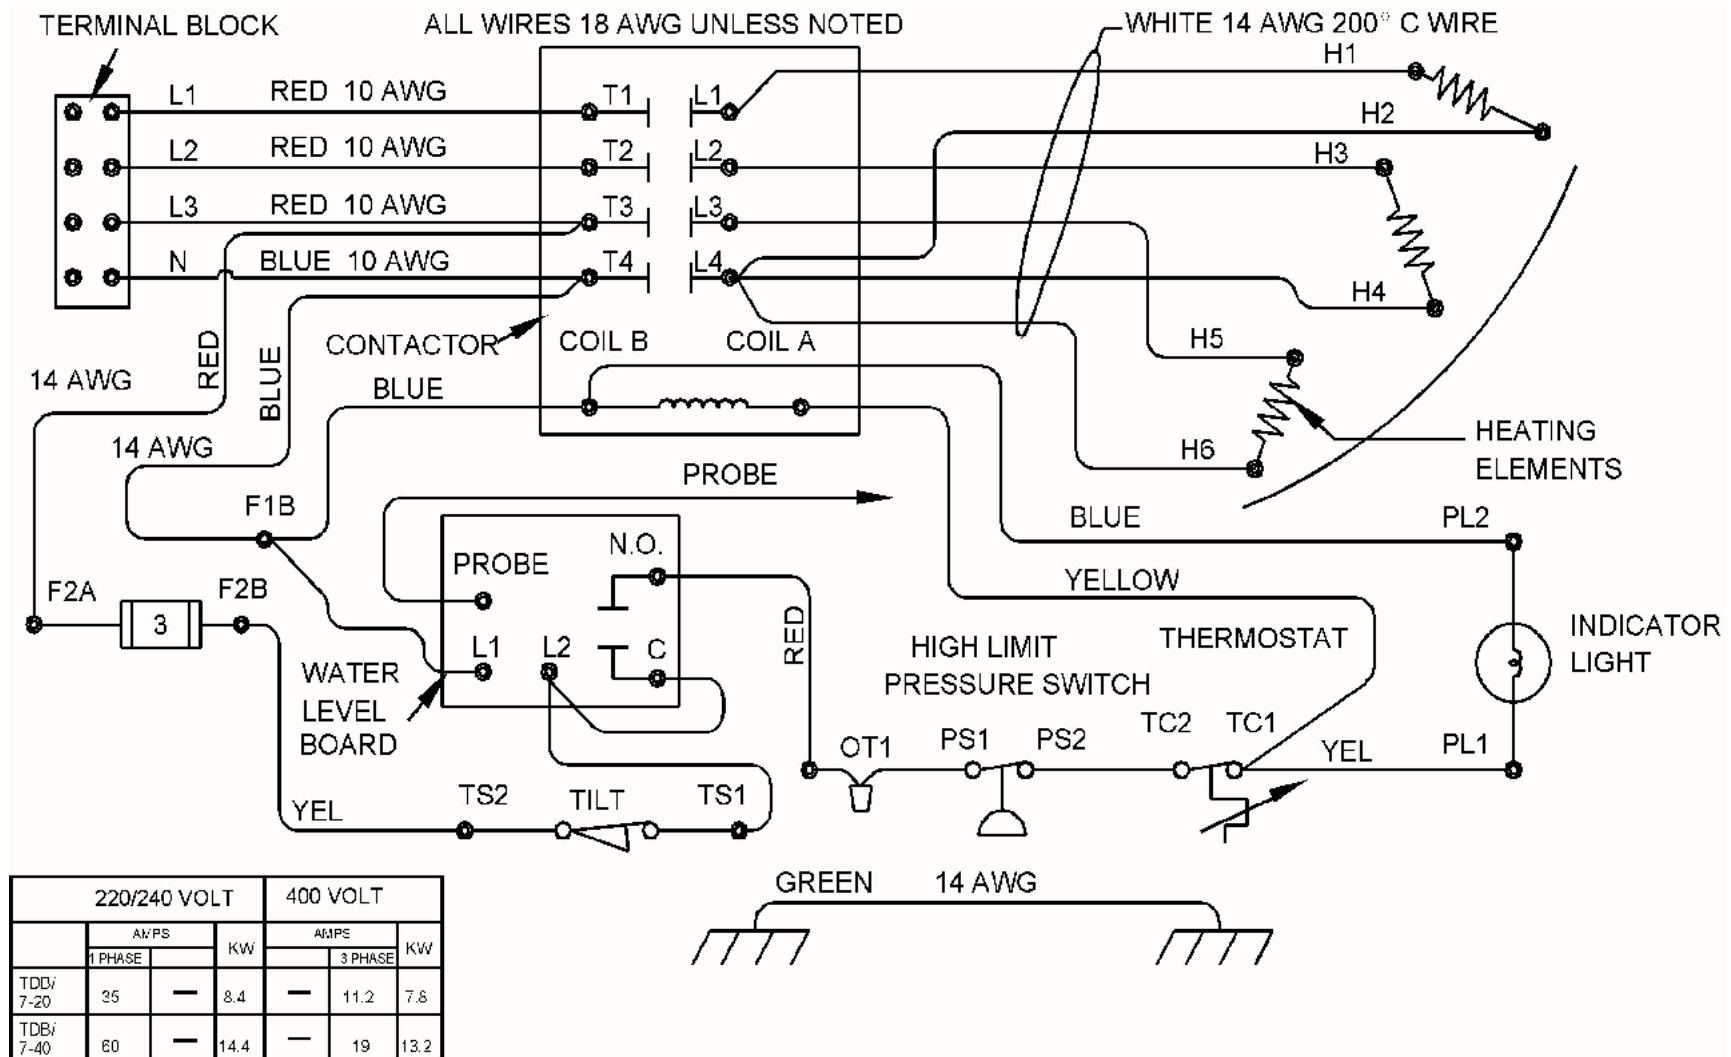 TERMINAL BLOCK
ALL WIRES 18 AWG UNLESS NOTED
WHITE 14 AWG 200° C WIRE
H1
L1
RED 10 AWG
T1
L1
H2
L2
RED 10 AWG
T2
L2
H3
L3
RED 10 AWG
T3
L3
N
BLUE 10 AWG
T4
L4
H4
CONTACTOR
COIL B
COIL A
H5
RED
BLUE
14 AWG
BLUE
14 AWG
H6
HEATING
ELEMENTS
PROBE
F1B
BLUE
PL2
N.O.
PROBE
YELLOW
F2A
F2B
3
L1
L2
C
RED
THERMOSTAT
INDICATOR
LIGHT
WATER
LEVEL
BOARD
HIGH LIMIT
PRESSURE SWITCH
OT1
PS1
PS2
TC2
TC1
YEL
PL1
YEL
TS2
TILT
TS1
GREEN 14 AWG
220/240 VOLT
400 VOLT
AMPS
KW
AMPS
KW
1 PHASE
3 PHASE
TDD/
7-20
35 — 8.4 — 11.2 7.8
TDB/
7-40
60 — 14.4 — 19 13.2